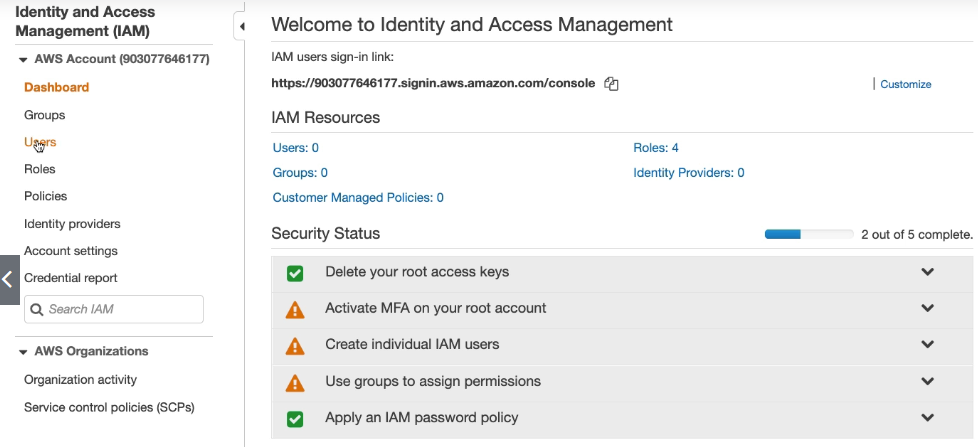 Identity and Access
Management (IAM)
AWS Account (903077646177)
Dashboard
Groups
Users
Roles
Policies
Identity providers
Account settings
Credential report
Search IAM
AWS Organizations
Organization activity
Service control policies (SCPs)
Welcome to Identity and Access Management
IAM users sign-in link:
https://903077646177.signin.aws.amazon.com/console
Customize
IAM Resources
Users: 0
Roles: 4
Groups: 0
Identity Providers: 0
Customer Managed Policies: 0
Security Status
2 out of 5 complete.
Delete your root access keys
Activate MFA on your root account
Create individual IAM users
Use groups to assign permissions
Apply an IAM password policy